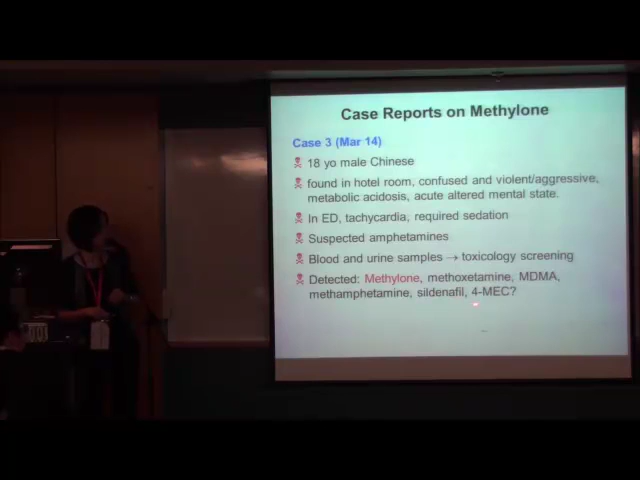 Case Reports on Methylone
Case 3 (Mar 14)
18 yo male Chinese
found in hotel room, confused and violent/aggressive,
metabolic acidosis, acute altered mental state.
In ED, tachycardia, required sedation
Suspected amphetamines
Blood and urine samples → toxicology screening
Detected: Methylone, methoxetamine, MDMA,
methamphetamine, sildenafil, 4-MEC?